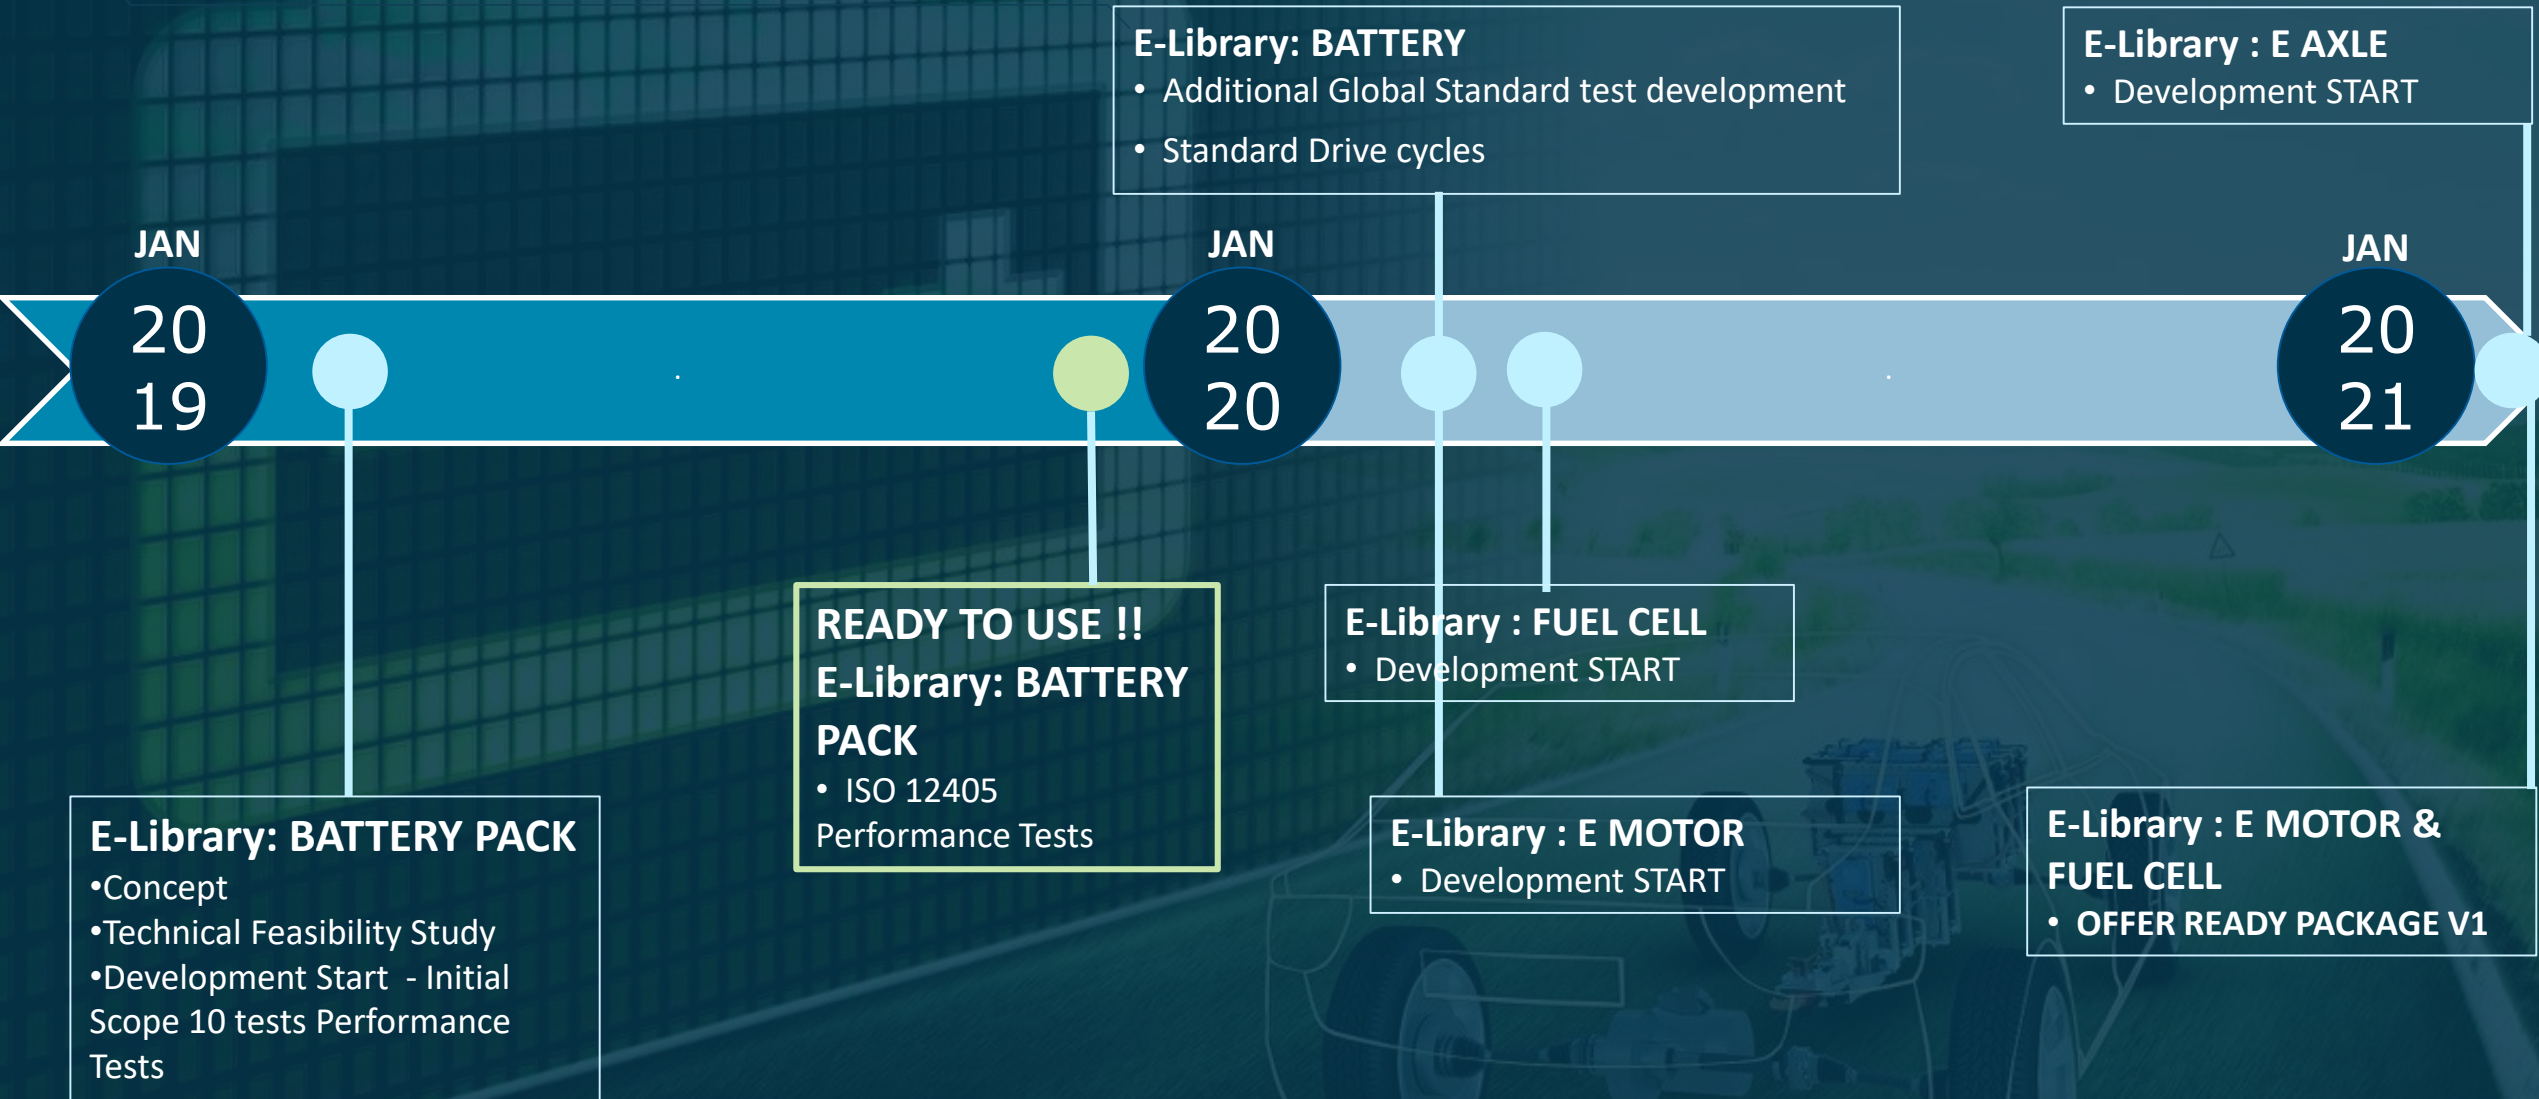 E-Library: BATTERY
• Additional Global Standard test development
• Standard Drive cycles
E-Library : E AXLE
• Development START
JAN
20
19
JAN
20
20
JAN
20
21
READY TO USE !!
E-Library: BATTERY
PACK
• ISO 12405
Performance Tests
E-Library : FUEL CELL
• Development START
E-Library: BATTERY PACK
•Concept
•Technical Feasibility Study
•Development Start - Initial
Scope 10 tests Performance
Tests
E-Library : E MOTOR
• Development START
E-Library : E MOTOR &
FUEL CELL
• OFFER READY PACKAGE V1